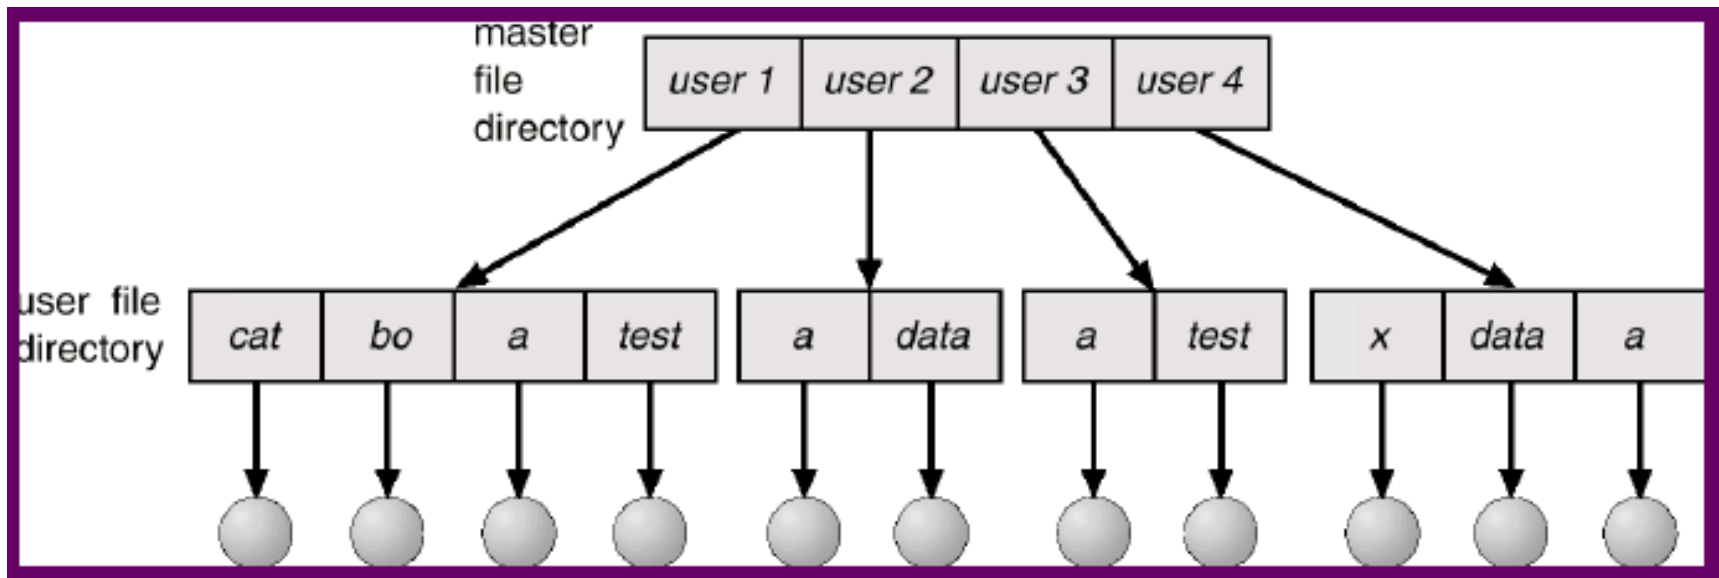 master
file
directory
user 1 user 2 user 3 user 4
user file
directory
cat bo a test a data a test x data a